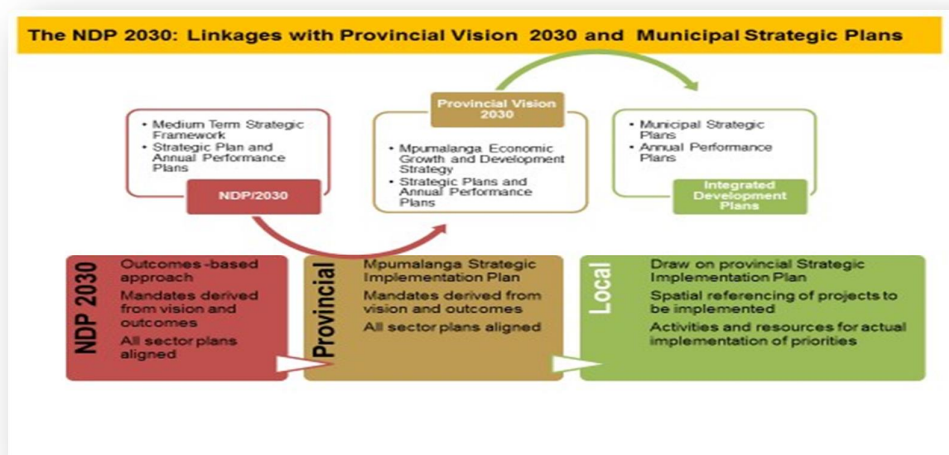 The NDP 2030: Linkages with Provincial Vision 2030 and Municipal Strategic Plans
• Medium Term Strategic
Framework
• Strategic Plan and
Annual Performance
Plans
NDP/2030
Provincial Vision
2030
• Mpumalanga Economic
Growth and Development
Strategy
• Strategic Plans and
Annual Performance
Plans
• Municipal Strategic
Plans
• Annual Performance
Plans
Integrated
Development
Plans
NDP 2030
Outcomes -based
approach
Mandates derived
from vision and
outcomes
All sector plans
aligned
Provincial
Mpumalanga Strategic
Implementation Plan
Mandates derived from
vision and outcomes
All sector plans aligned
Local
Draw on provincial Strategic
Implementation Plan
Spatial referencing of projects to
be implemented
Activities and resources for actual
implementation of priorities